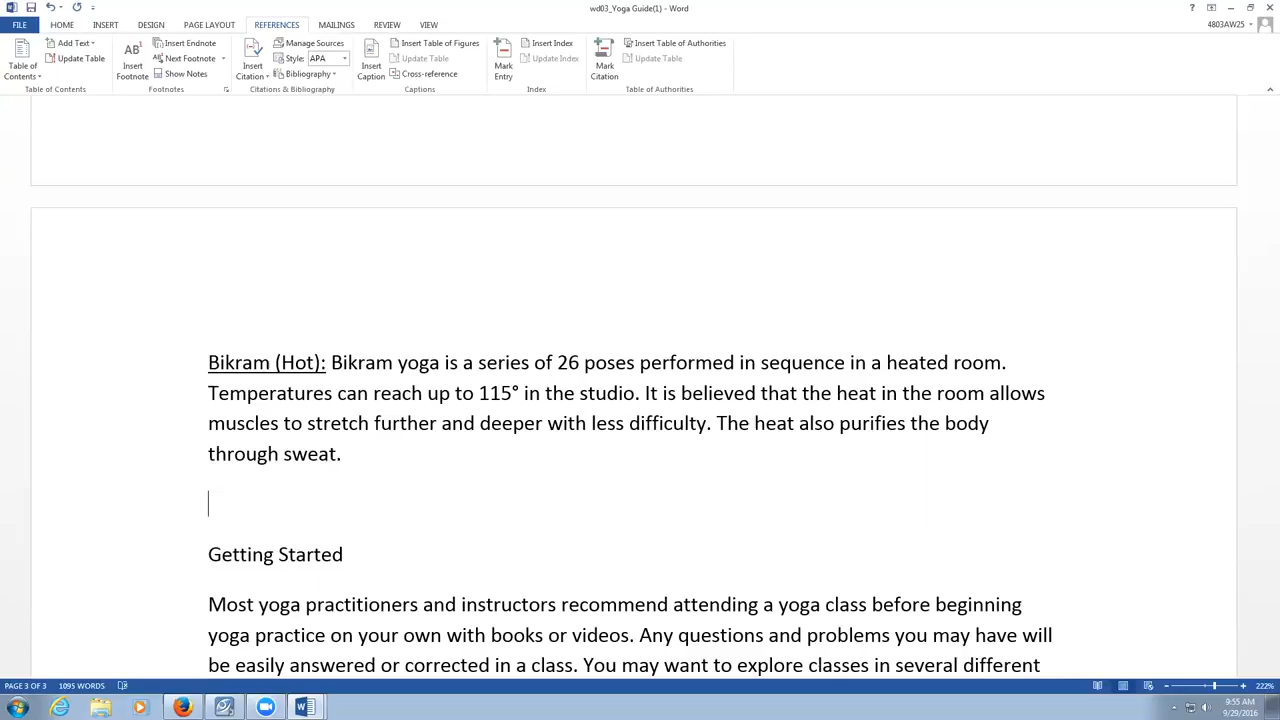 wd03_Yoga Guide(1) - Word
FILE HOME INSERT DESIGN PAGE LAYOUT REFERENCES MAILINGS REVIEW VIEW
4803AW25
Table of Contents
Add Text
Update Table
Table of Contents
AB1
Insert Footnote
Insert Endnote
Next Footnote
Show Notes
Footnotes
Insert Citation
Manage Sources
Style: APA
Bibliography
Citations & Bibliography
Insert Caption
Insert Table of Figures
Update Table
Cross-reference
Captions
Mark Entry
Insert Index
Update Index
Index
Mark Citation
Insert Table of Authorities
Update Table
Table of Authorities
Bikram (Hot): Bikram yoga is a series of 26 poses performed in sequence in a heated room.
Temperatures can reach up to 115° in the studio. It is believed that the heat in the room allows
muscles to stretch further and deeper with less difficulty. The heat also purifies the body
through sweat.
Getting Started
Most yoga practitioners and instructors recommend attending a yoga class before beginning
yoga practice on your own with books or videos. Any questions and problems you may have will
be easily answered or corrected in a class. You may want to explore classes in several different
PAGE 3 OF 3 1095 WORDS
222%
9:55 AM
9/29/2016